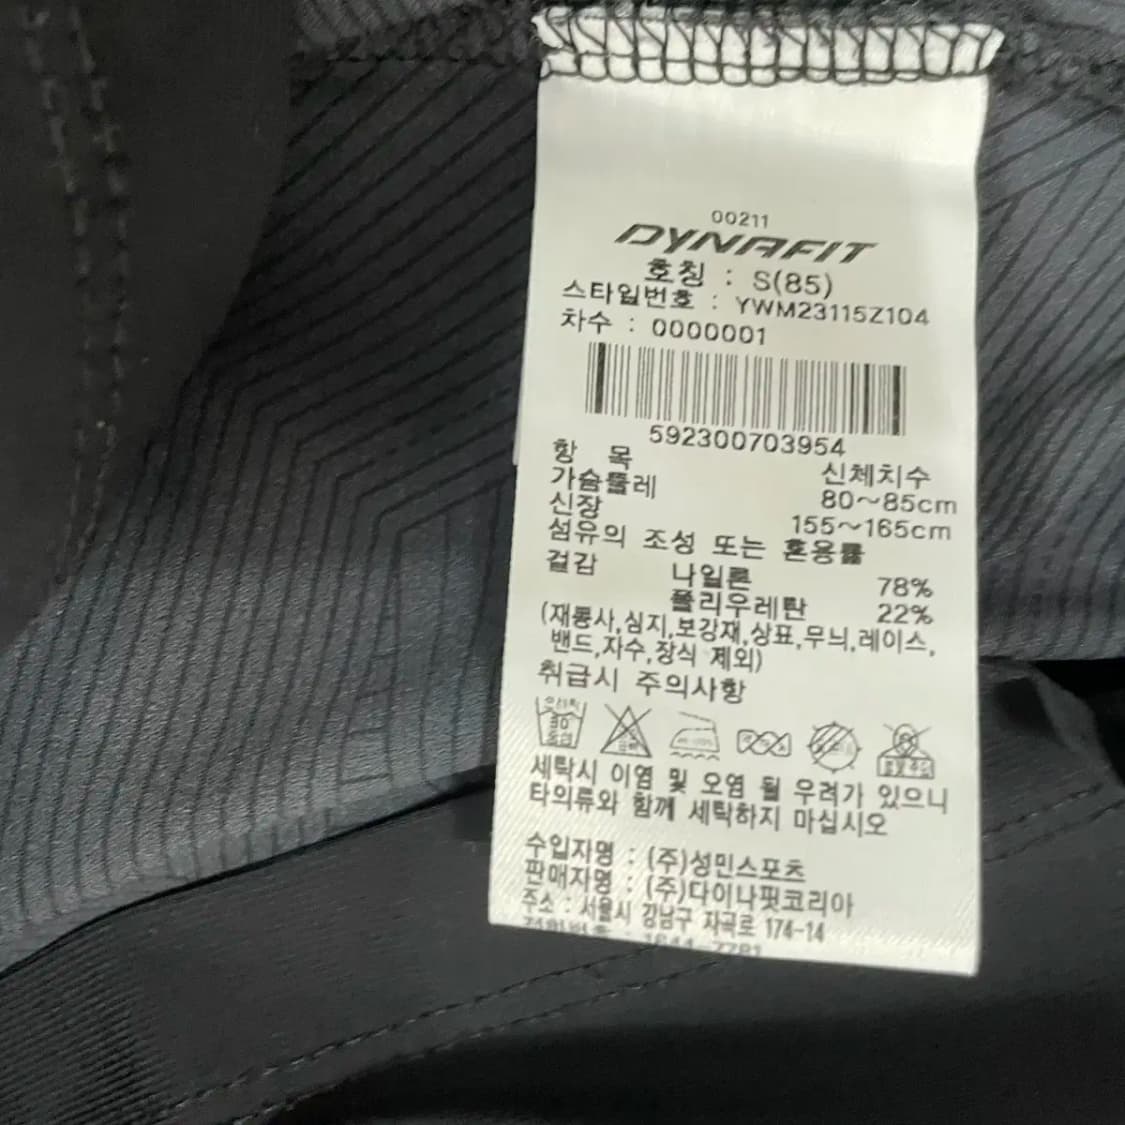 00211
DYNAFIT
호칭 : S(85)
스타일번호 : YWM23115Z104
차수 : 0000001
592300703954
항 목 신체치수
가슴둘레 80~85cm
신장 155~165cm
섬유의 조성 또는 혼용률
겉감 나일론 78%
폴리우레탄 22%
(재봉사,심지,보강재,상표,무늬,레이스,
밴드,자수,장식 제외)
취급시 주의사항
30
세탁시 이염 및 오염 될 우려가 있으니
타의류와 함께 세탁하지 마십시오
수입자명 : (주)성민스포츠
판매자명 : (주)다이나핏코리아
주소 : 서울시 강남구 자곡로 174-14